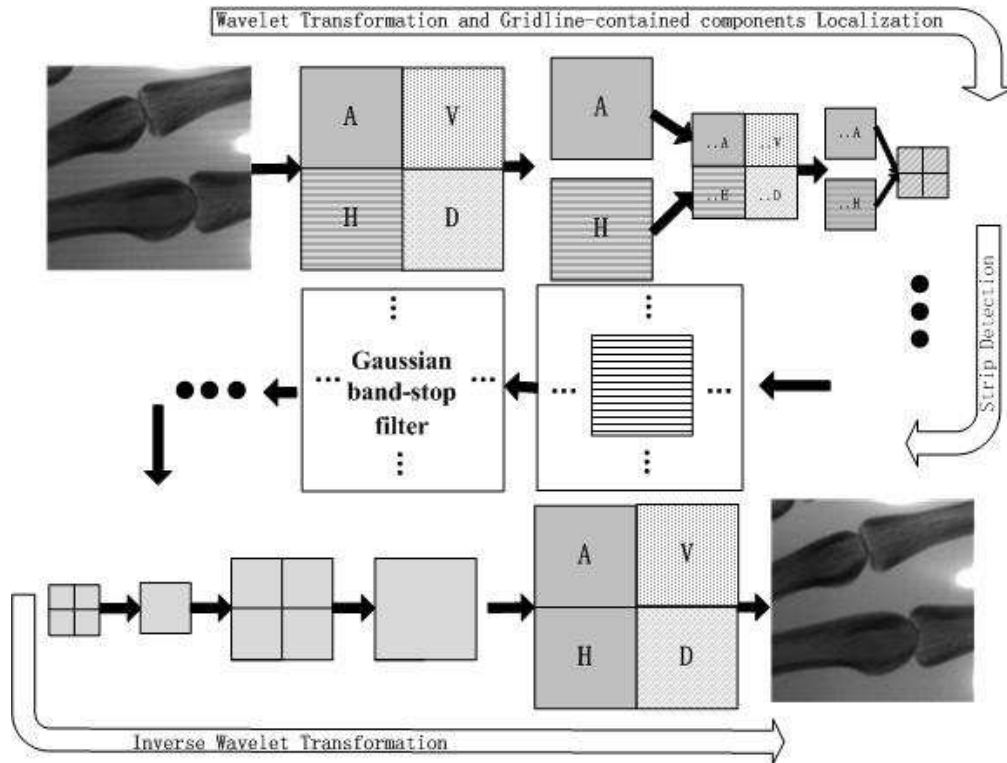 Wavelet Transformation and Gridline-contained components Localization
A
V
H
D
A
H
..A
..V
..H
..D
..A
..H
Strip Detection
Gaussian
band-stop
filter
A
V
H
D
Inverse Wavelet Transformation